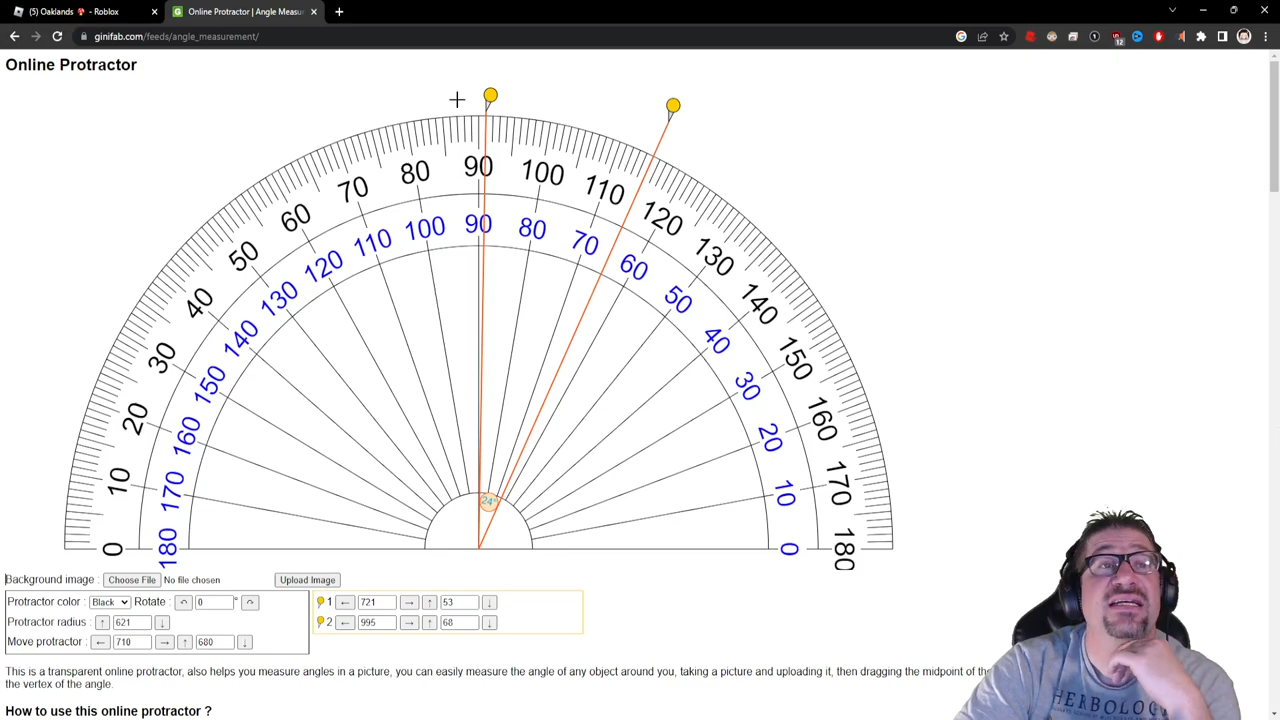 (5) Oaklands - Roblox
Online Protractor | Angle Measu
ginifab.com/feeds/angle_measurement/
12
Online Protractor
0 10 20 30 40 50 60 70 80 90 100 110 120 130 140 150 160 170 180
180 170 160 150 140 130 120 110 100 90 80 70 60 50 40 30 20 10 0
24°
Background image : Choose File No file chosen Upload Image
Protractor color : Black Rotate : 0 °
Protractor radius : 621
Move protractor : 710 680
1 721 53
2 995 68
This is a transparent online protractor, also helps you measure angles in a picture, you can easily measure the angle of any object around you, taking a picture and uploading it, then dragging the midpoint of the
the vertex of the angle.
How to use this online protractor ?
HERBOLOG